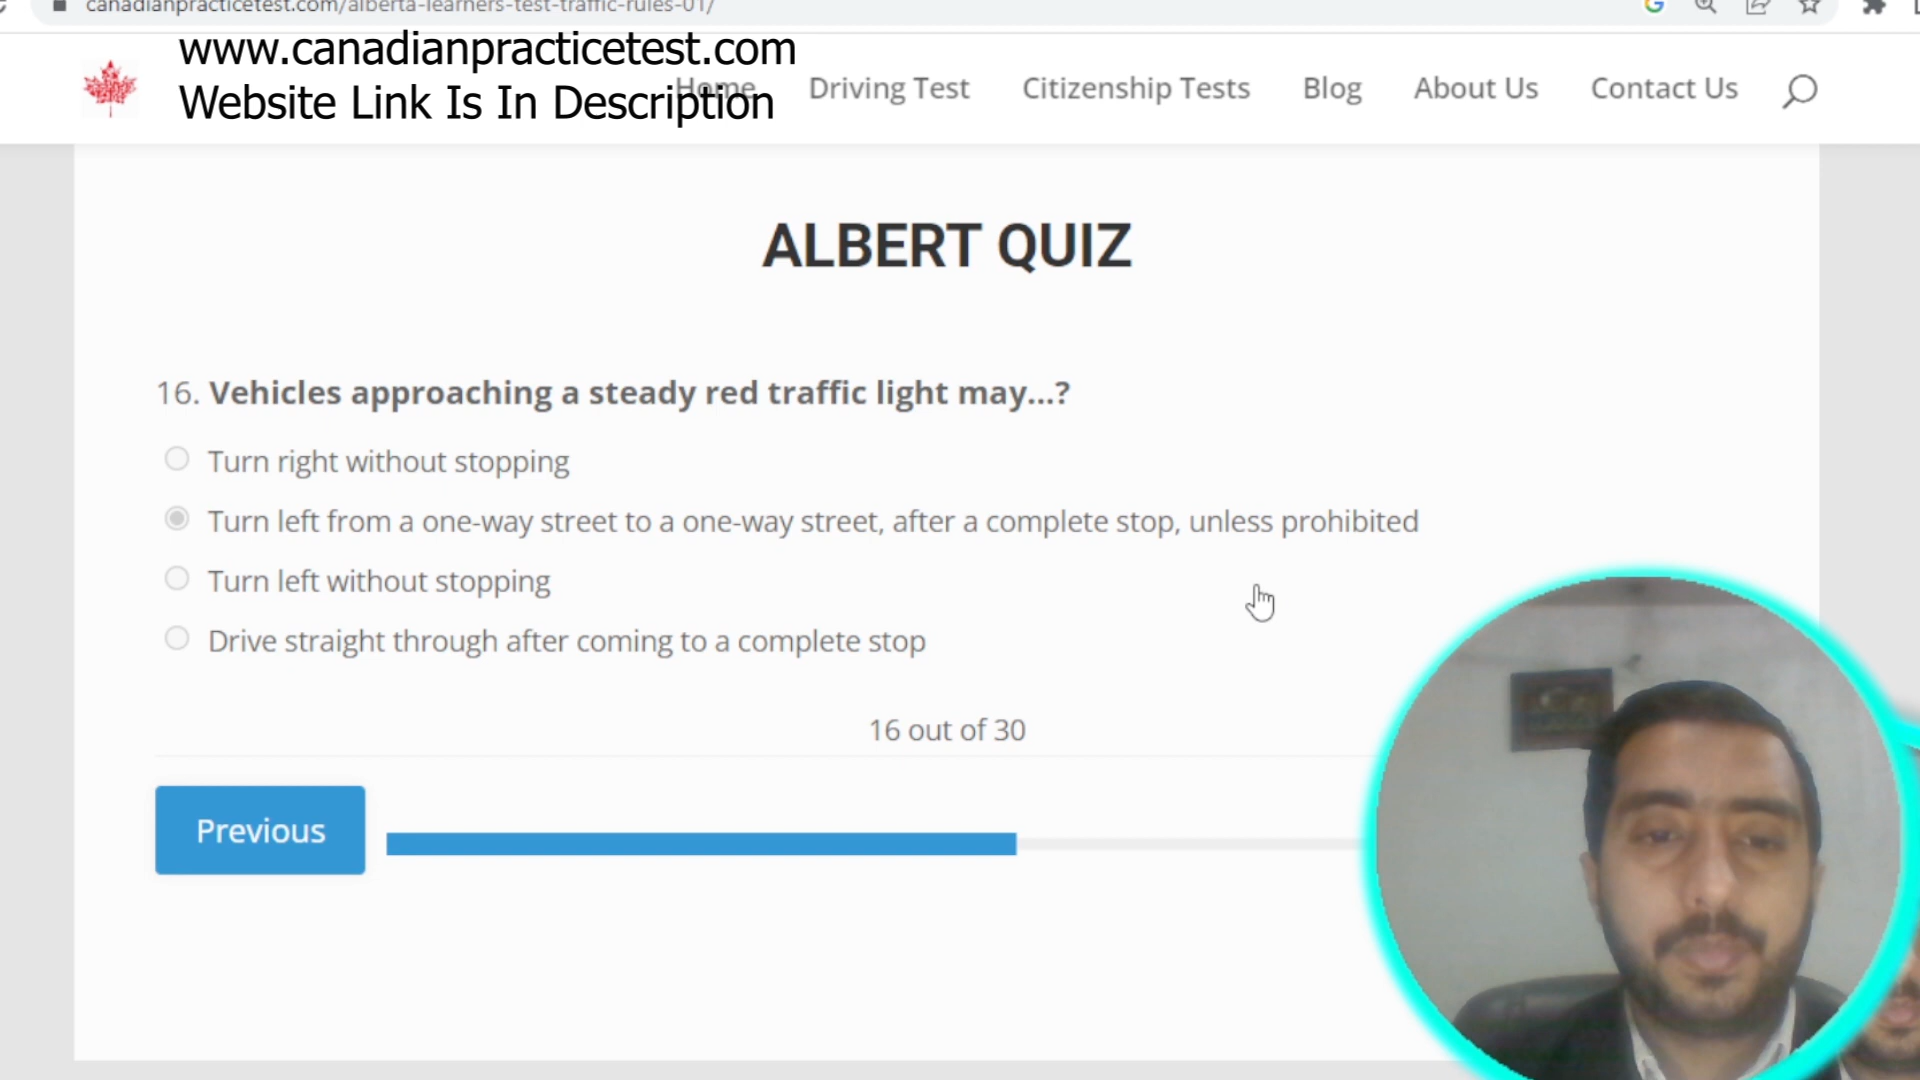 canadianpracticetest.com/alberta-learners-test-traffic-rules-01/
www.canadianpracticetest.com
Website Link Is In Description
Home
Driving Test
Citizenship Tests
Blog
About Us
Contact Us
ALBERT QUIZ
16. Vehicles approaching a steady red traffic light may...?
Turn right without stopping
Turn left from a one-way street to a one-way street, after a complete stop, unless prohibited
Turn left without stopping
Drive straight through after coming to a complete stop
16 out of 30
Previous